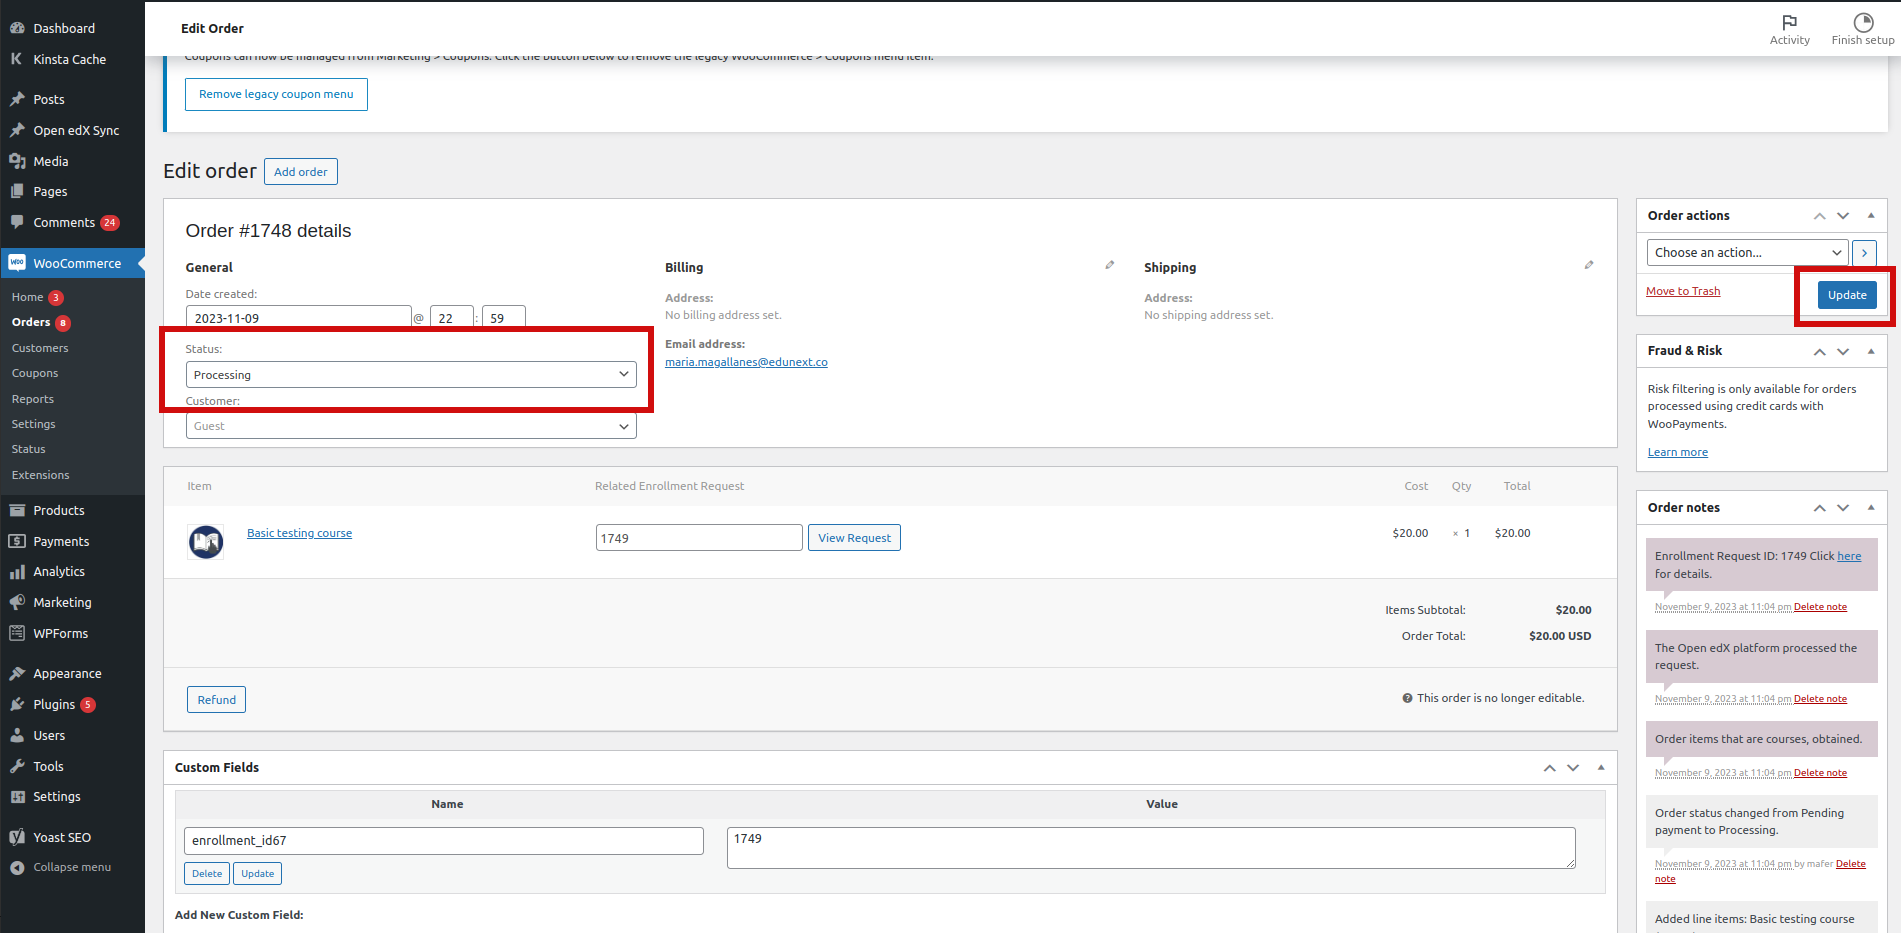 Dashboard
Kinsta Cache
Posts
Open edX Sync
Media
Pages
Comments 24
WooCommerce
Home 3
Orders 8
Customers
Coupons
Reports
Settings
Status
Extensions
Products
Payments
Analytics
Marketing
WPForms
Appearance
Plugins 5
Users
Tools
Settings
Yoast SEO
Collapse menu
Edit Order
Activity
Finish setup
Coupons can now be managed from Marketing > Coupons. Click the button below to remove the legacy WooCommerce > Coupons menu item.
Remove legacy coupon menu
Edit order Add order
Order #1748 details
General
Date created:
2023-11-09 @ 22 : 59
Status:
Processing
Customer:
Guest
Billing
Address:
No billing address set.
Email address:
maria.magallanes@edunext.co
Shipping
Address:
No shipping address set.
Item Related Enrollment Request Cost Qty Total
Basic testing course 1749 View Request $20.00 × 1 $20.00
Items Subtotal: $20.00
Order Total: $20.00 USD
Refund
This order is no longer editable.
Custom Fields
Name Value
enrollment_id67 1749
Delete Update
Add New Custom Field:
Order actions
Choose an action...
Move to Trash Update
Fraud & Risk
Risk filtering is only available for orders
processed using credit cards with
WooPayments.
Learn more
Order notes
Enrollment Request ID: 1749 Click here
for details.
November 9, 2023 at 11:04 pm Delete note
The Open edX platform processed the
request.
November 9, 2023 at 11:04 pm Delete note
Order items that are courses, obtained.
November 9, 2023 at 11:04 pm Delete note
Order status changed from Pending
payment to Processing.
November 9, 2023 at 11:04 pm by mafer Delete
note
Added line items: Basic testing course